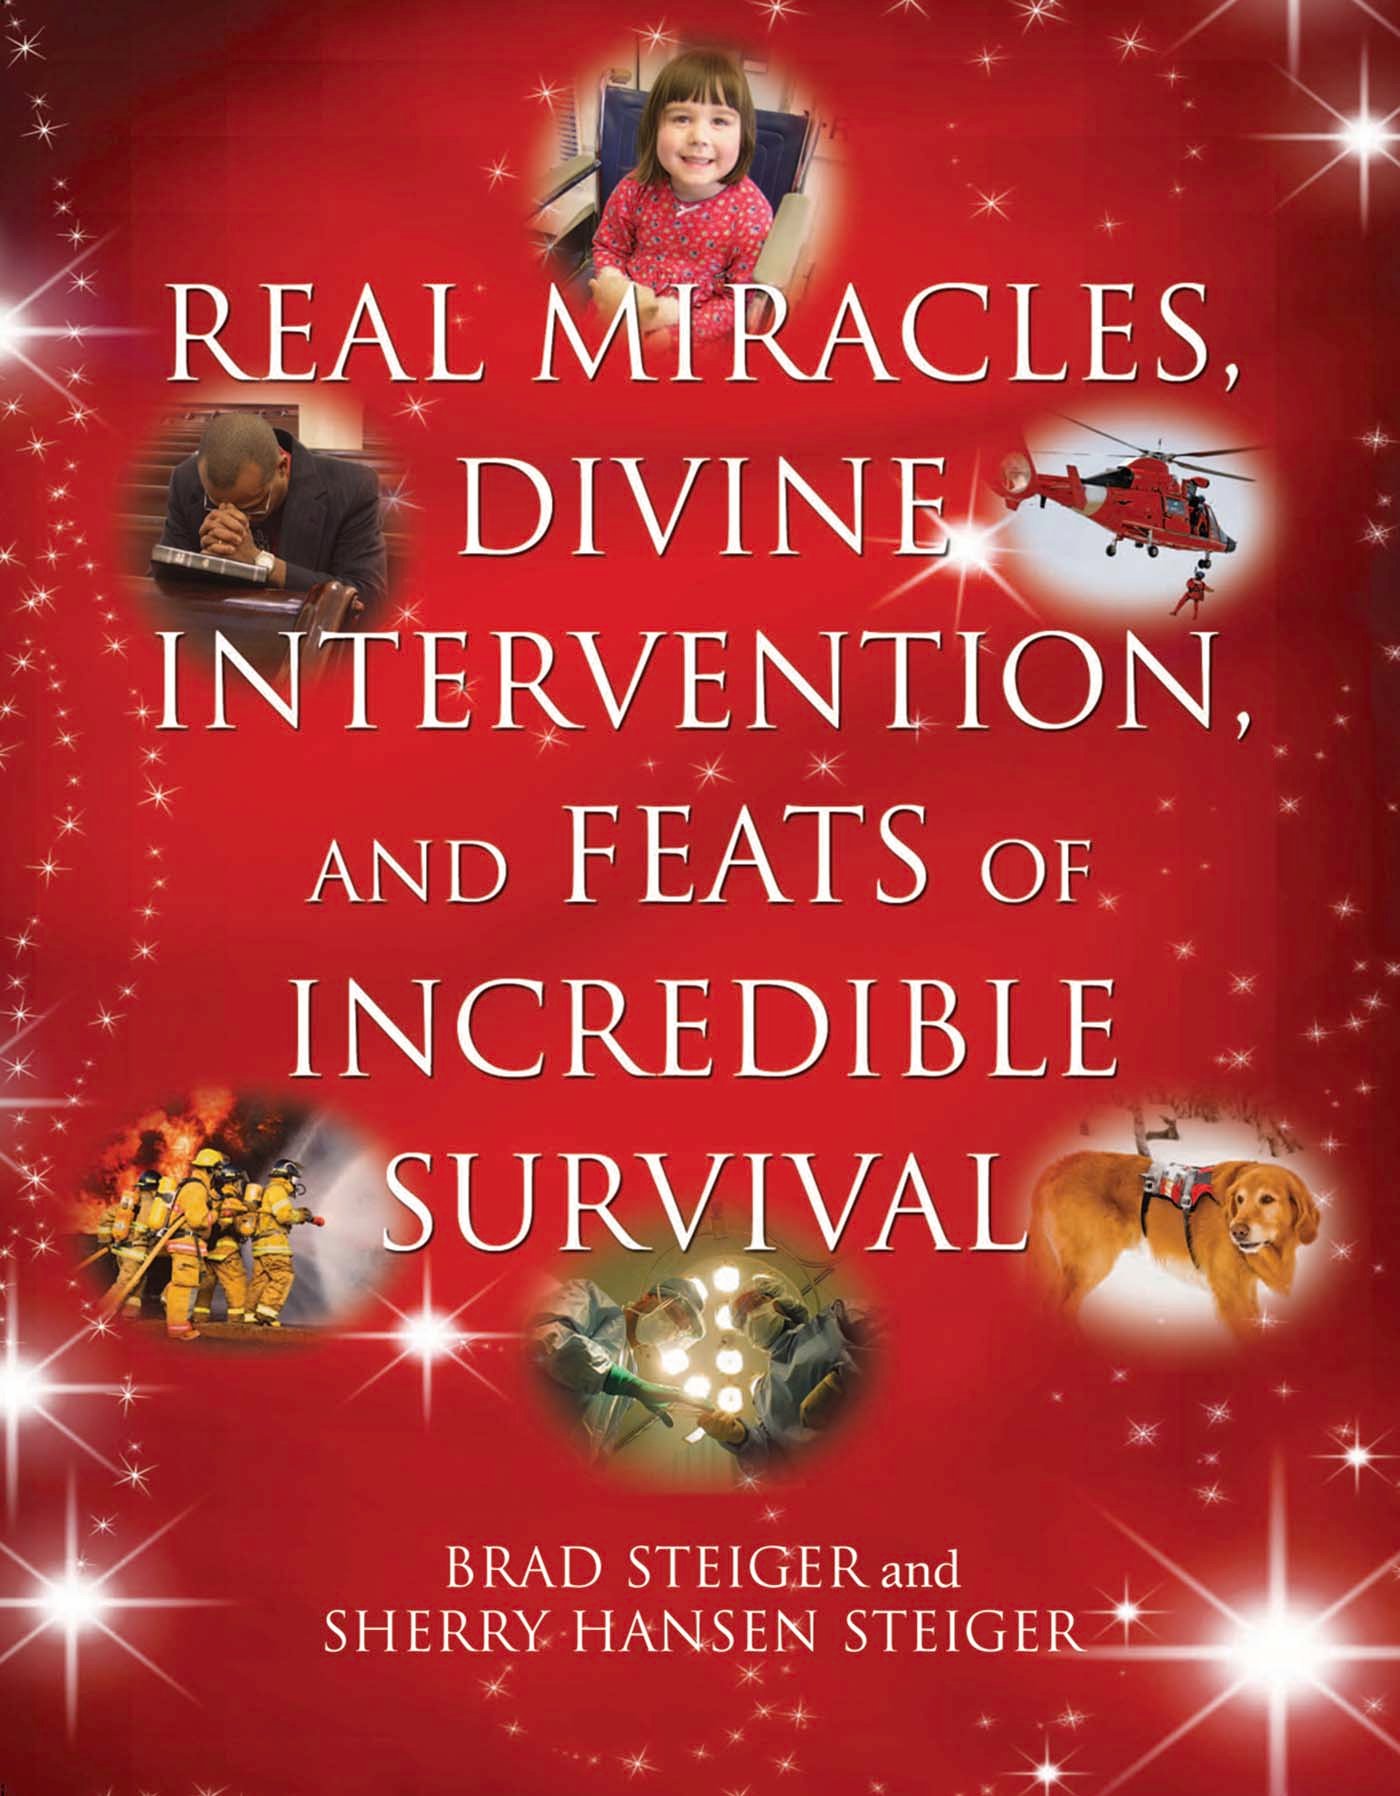 REAL MIRACLES,
DIVINE
INTERVENTION,
AND FEATS OF
INCREDIBLE
SURVIVAL
BRAD STEIGER and
SHERRY HANSEN STEIGER